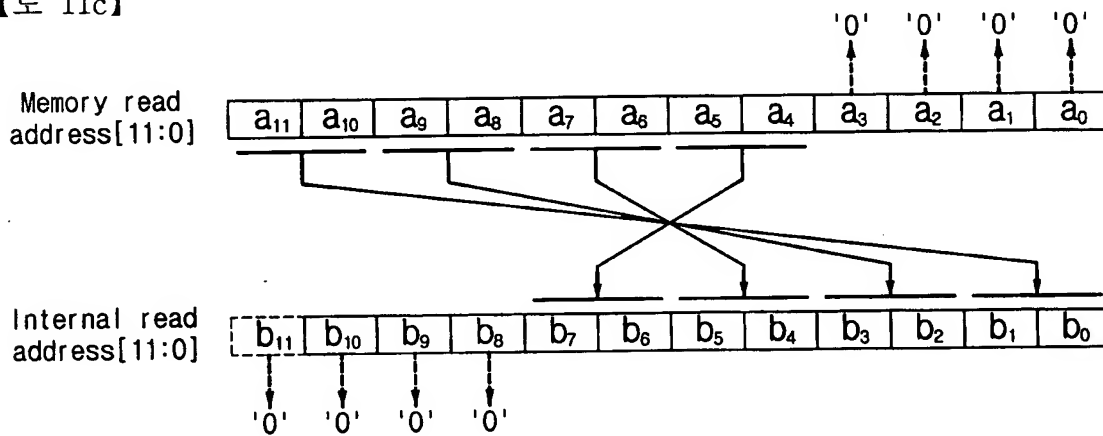 【도 11c】
'0' '0' '0' '0'
Memory read
address[11:0]
a₁₁ a₁₀ a₉ a₈ a₇ a₆ a₅ a₄ a₃ a₂ a₁ a₀
Internal read
address[11:0]
b₁₁ b₁₀ b₉ b₈ b₇ b₆ b₅ b₄ b₃ b₂ b₁ b₀
'0' '0' '0' '0'